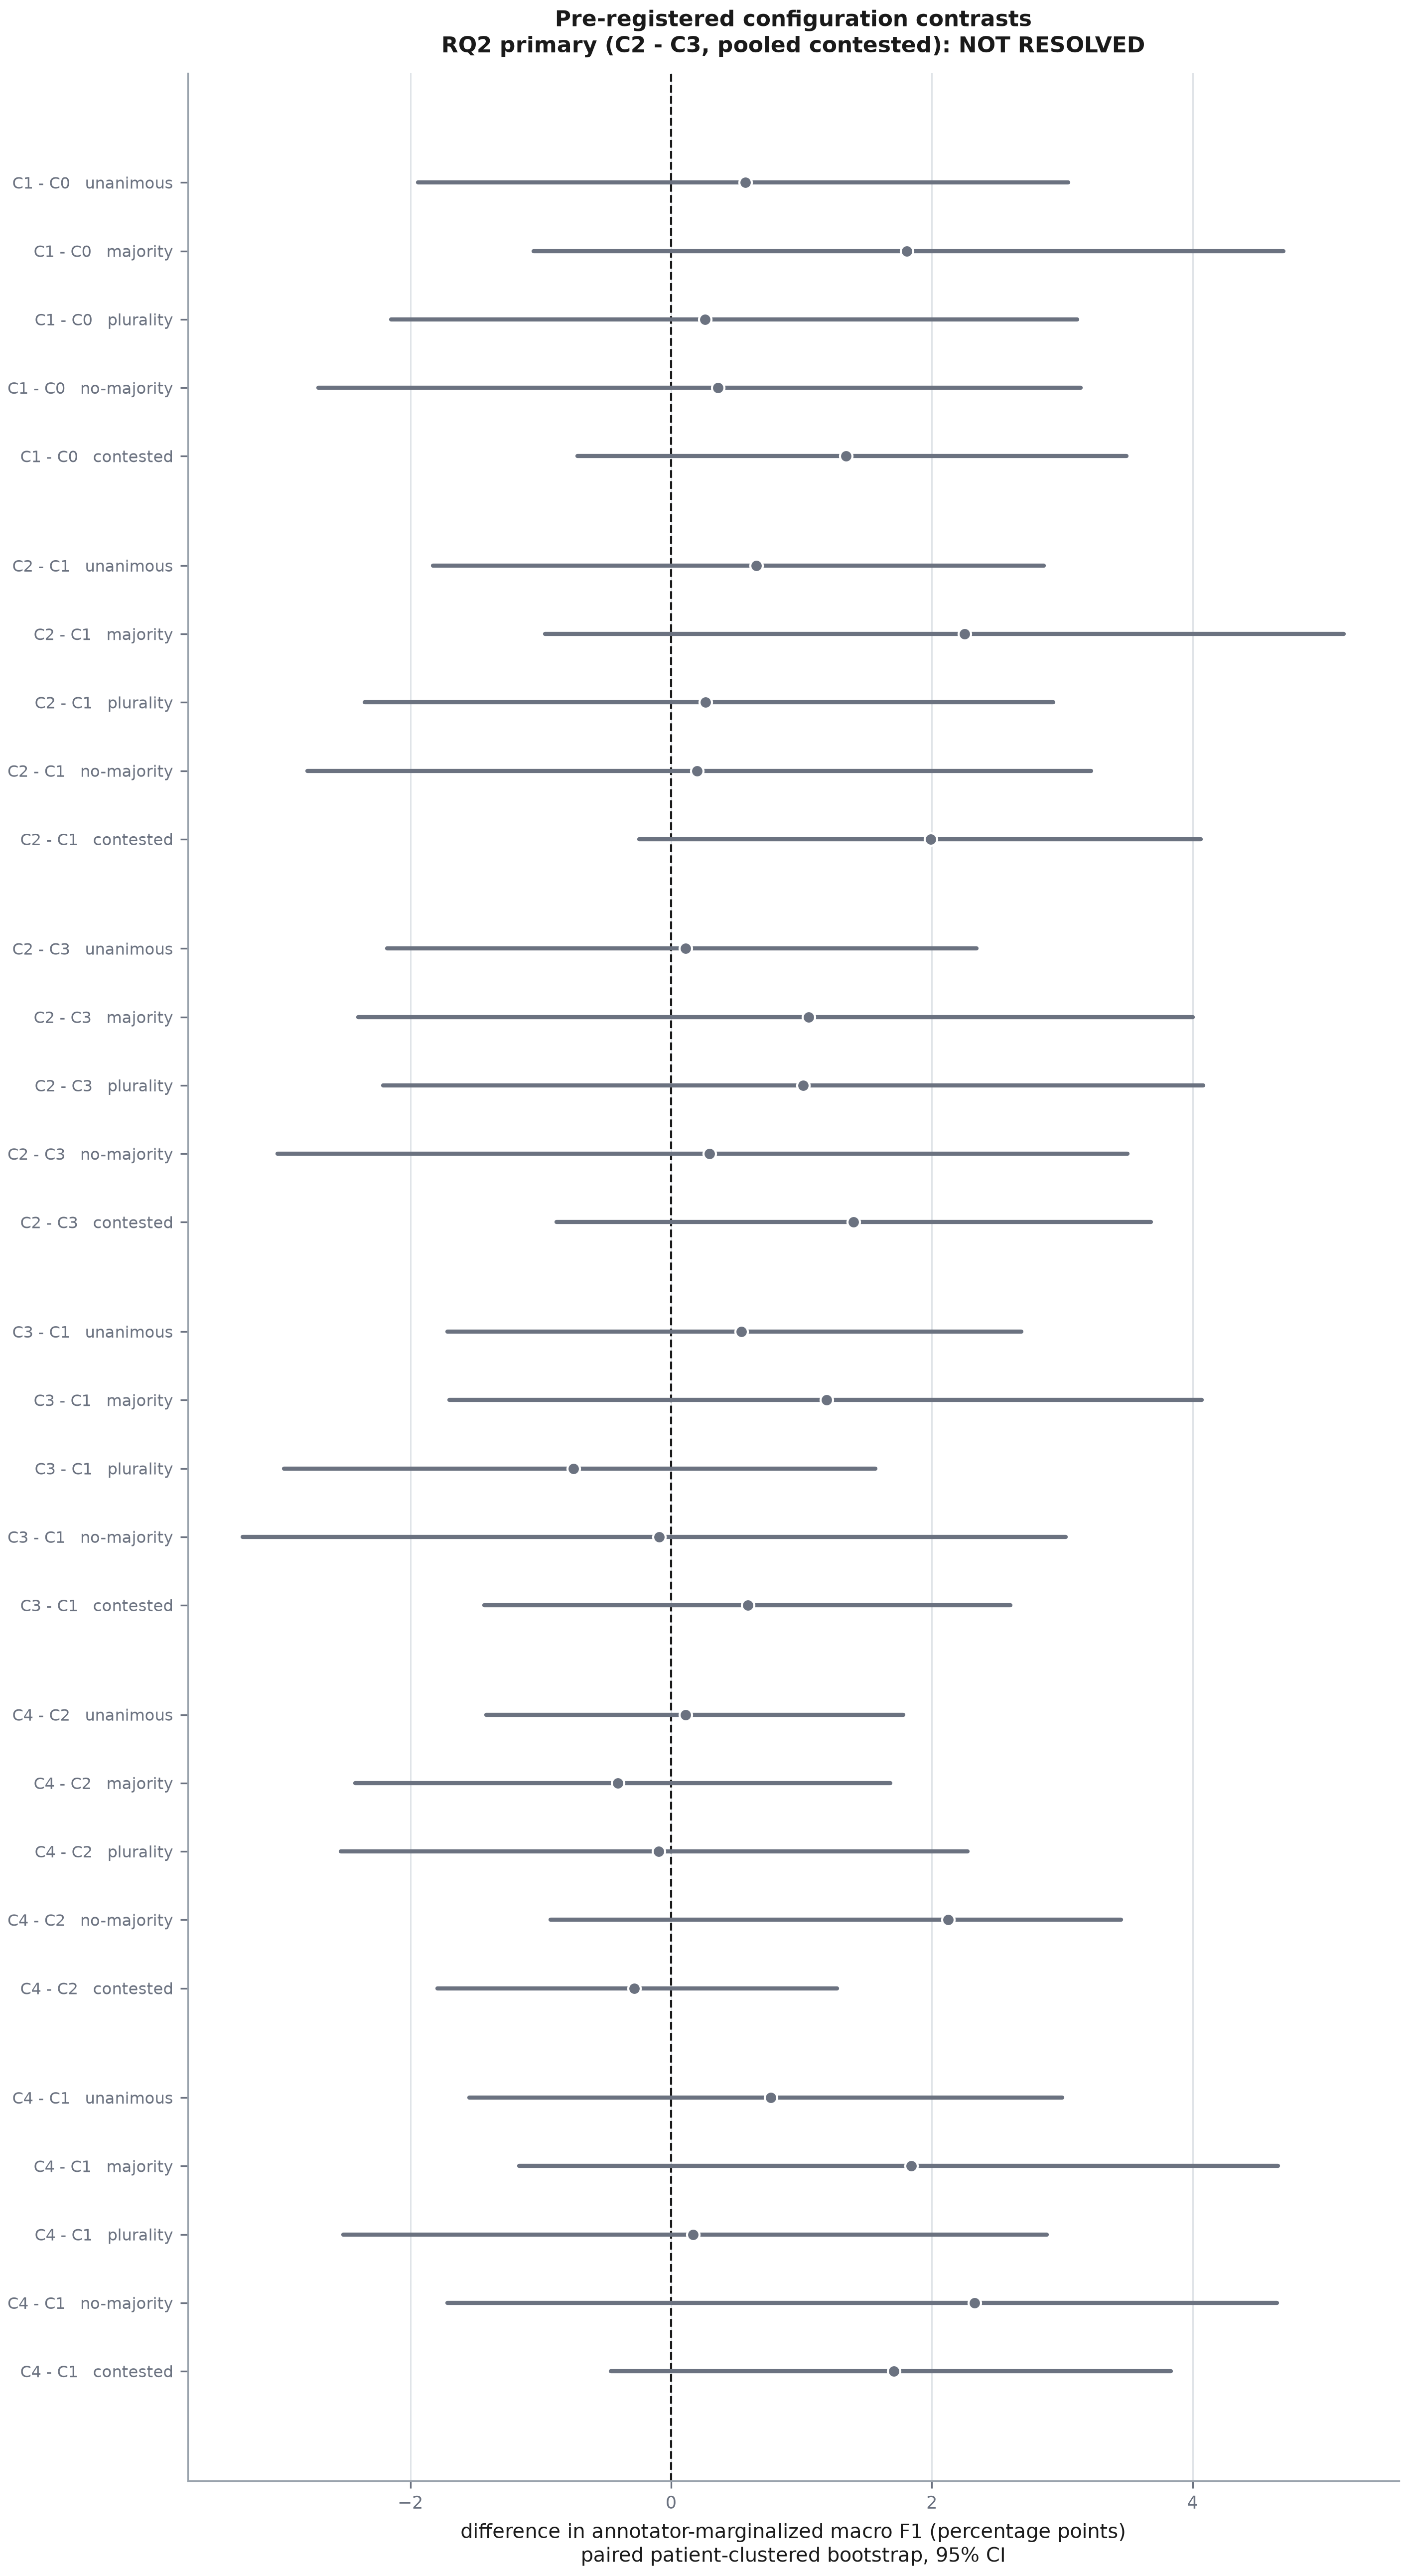 Pre-registered configuration contrasts
RQ2 primary (C2 - C3, pooled contested): NOT RESOLVED
C1 - C0 unanimous
C1 - C0 majority
C1 - C0 plurality
C1 - C0 no-majority
C1 - C0 contested
C2 - C1 unanimous
C2 - C1 majority
C2 - C1 plurality
C2 - C1 no-majority
C2 - C1 contested
C2 - C3 unanimous
C2 - C3 majority
C2 - C3 plurality
C2 - C3 no-majority
C2 - C3 contested
C3 - C1 unanimous
C3 - C1 majority
C3 - C1 plurality
C3 - C1 no-majority
C3 - C1 contested
C4 - C2 unanimous
C4 - C2 majority
C4 - C2 plurality
C4 - C2 no-majority
C4 - C2 contested
C4 - C1 unanimous
C4 - C1 majority
C4 - C1 plurality
C4 - C1 no-majority
C4 - C1 contested
−2 0 2 4
difference in annotator-marginalized macro F1 (percentage points)
paired patient-clustered bootstrap, 95% CI